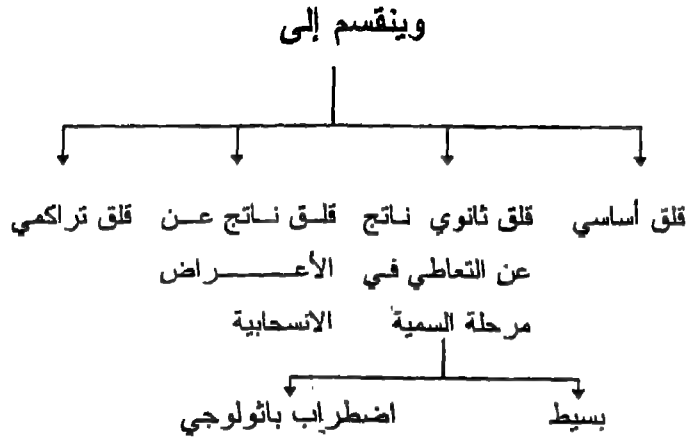 وينقسم إلى
قلق أساسي
قلق ثانوي ناتج
عن التعاطي في
مرحلة السمية
قلق ناتج عن
الأعراض
الانسحابية
قلق تراكمي
بسيط
اضطراب باثولوجي